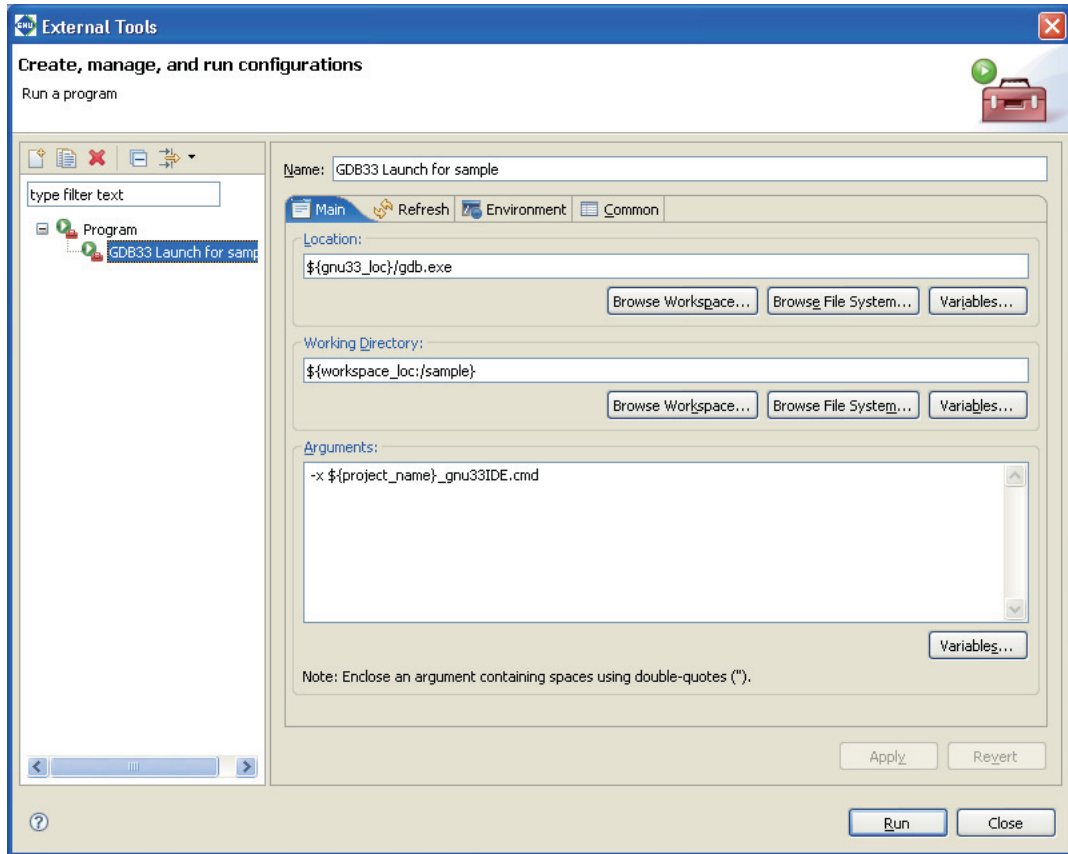 External Tools
Create, manage, and run configurations
Run a program
type filter text
Program
GDB33 Launch for samp
Name: GDB33 Launch for sample
Main Refresh Environment Common
Location:
${gnu33_loc}/gdb.exe
Browse Workspace... Browse File System... Variables...
Working Directory:
${workspace_loc:/sample}
Browse Workspace... Browse File System... Variables...
Arguments:
-x ${project_name}_gnu33IDE.cmd
Variables...
Note: Enclose an argument containing spaces using double-quotes (").
Apply Revert
Run Close